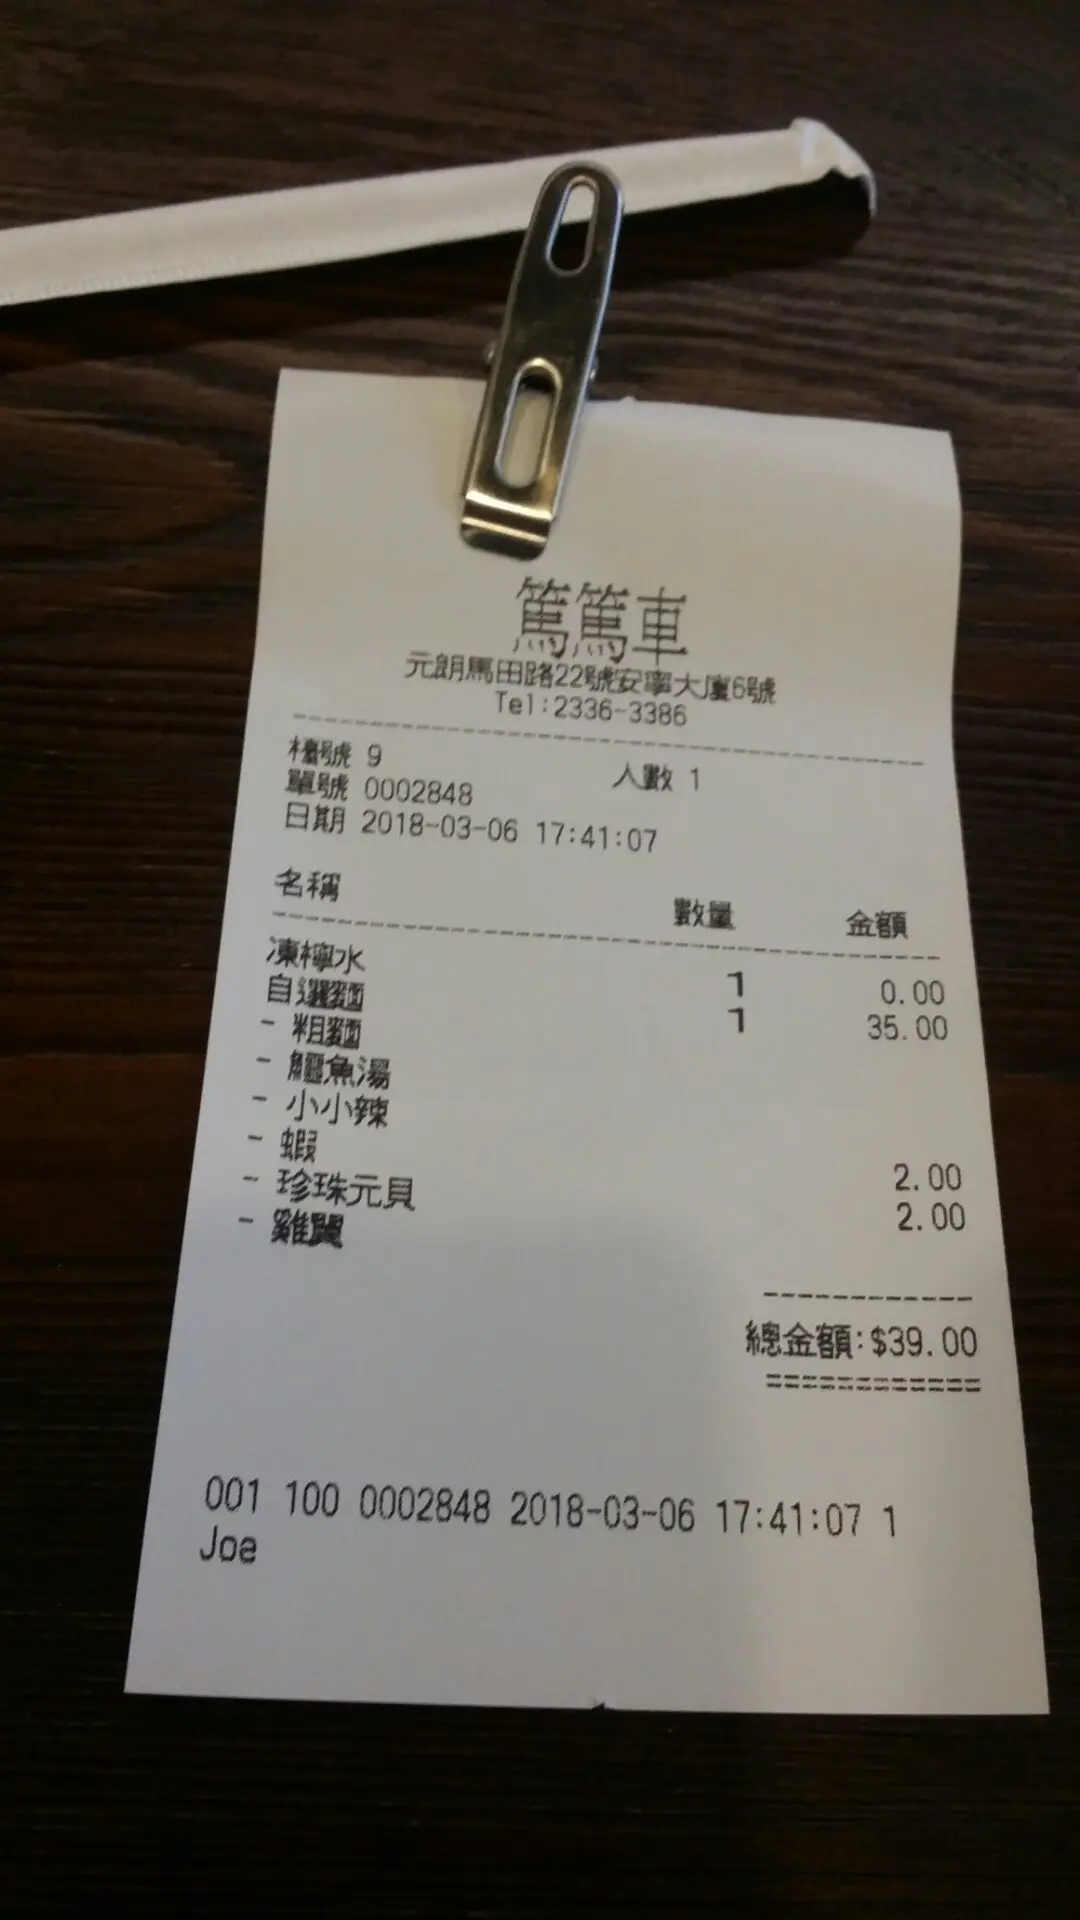 篤篤車
元朗馬田路22號安寧大廈6號
Tel:2336-3386
檯號 9 人數 1
單號 0002848
日期 2018-03-06 17:41:07
名稱 數量 金額
凍檸水 1 0.00
自選麵 1 35.00
- 粗麵
- 鱷魚湯
- 小小辣
- 蝦 2.00
- 珍珠元貝 2.00
- 雞翼
總金額:$39.00
001 100 0002848 2018-03-06 17:41:07 1
Joe